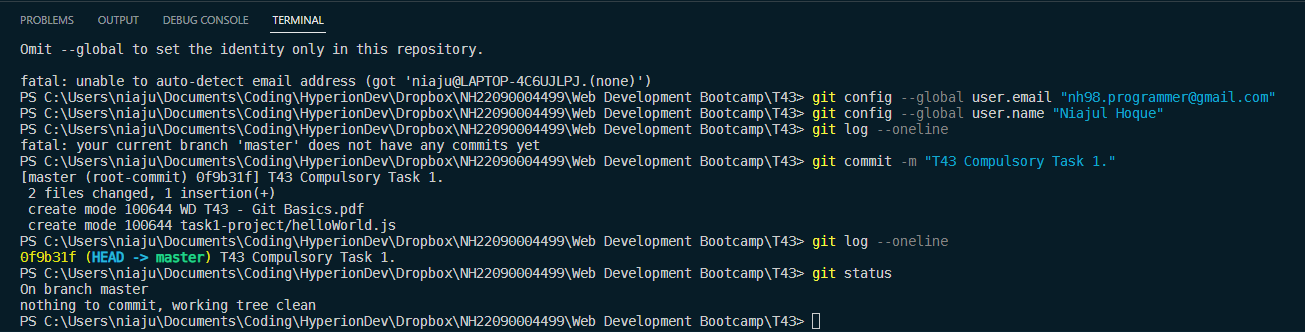 PROBLEMS OUTPUT DEBUG CONSOLE TERMINAL
Omit --global to set the identity only in this repository.
fatal: unable to auto-detect email address (got 'niaju@LAPTOP-4C6UJLPJ.(none)')
PS C:\Users\niaju\Documents\Coding\HyperionDev\Dropbox\NH22090004499\Web Development Bootcamp\T43> git config --global user.email "nh98.programmer@gmail.com"
PS C:\Users\niaju\Documents\Coding\HyperionDev\Dropbox\NH22090004499\Web Development Bootcamp\T43> git config --global user.name "Niajul Hoque"
PS C:\Users\niaju\Documents\Coding\HyperionDev\Dropbox\NH22090004499\Web Development Bootcamp\T43> git log --oneline
fatal: your current branch 'master' does not have any commits yet
PS C:\Users\niaju\Documents\Coding\HyperionDev\Dropbox\NH22090004499\Web Development Bootcamp\T43> git commit -m "T43 Compulsory Task 1."
[master (root-commit) 0f9b31f] T43 Compulsory Task 1.
 2 files changed, 1 insertion(+)
 create mode 100644 WD T43 - Git Basics.pdf
 create mode 100644 task1-project/helloWorld.js
PS C:\Users\niaju\Documents\Coding\HyperionDev\Dropbox\NH22090004499\Web Development Bootcamp\T43> git log --oneline
0f9b31f (HEAD -> master) T43 Compulsory Task 1.
PS C:\Users\niaju\Documents\Coding\HyperionDev\Dropbox\NH22090004499\Web Development Bootcamp\T43> git status
On branch master
nothing to commit, working tree clean
PS C:\Users\niaju\Documents\Coding\HyperionDev\Dropbox\NH22090004499\Web Development Bootcamp\T43>